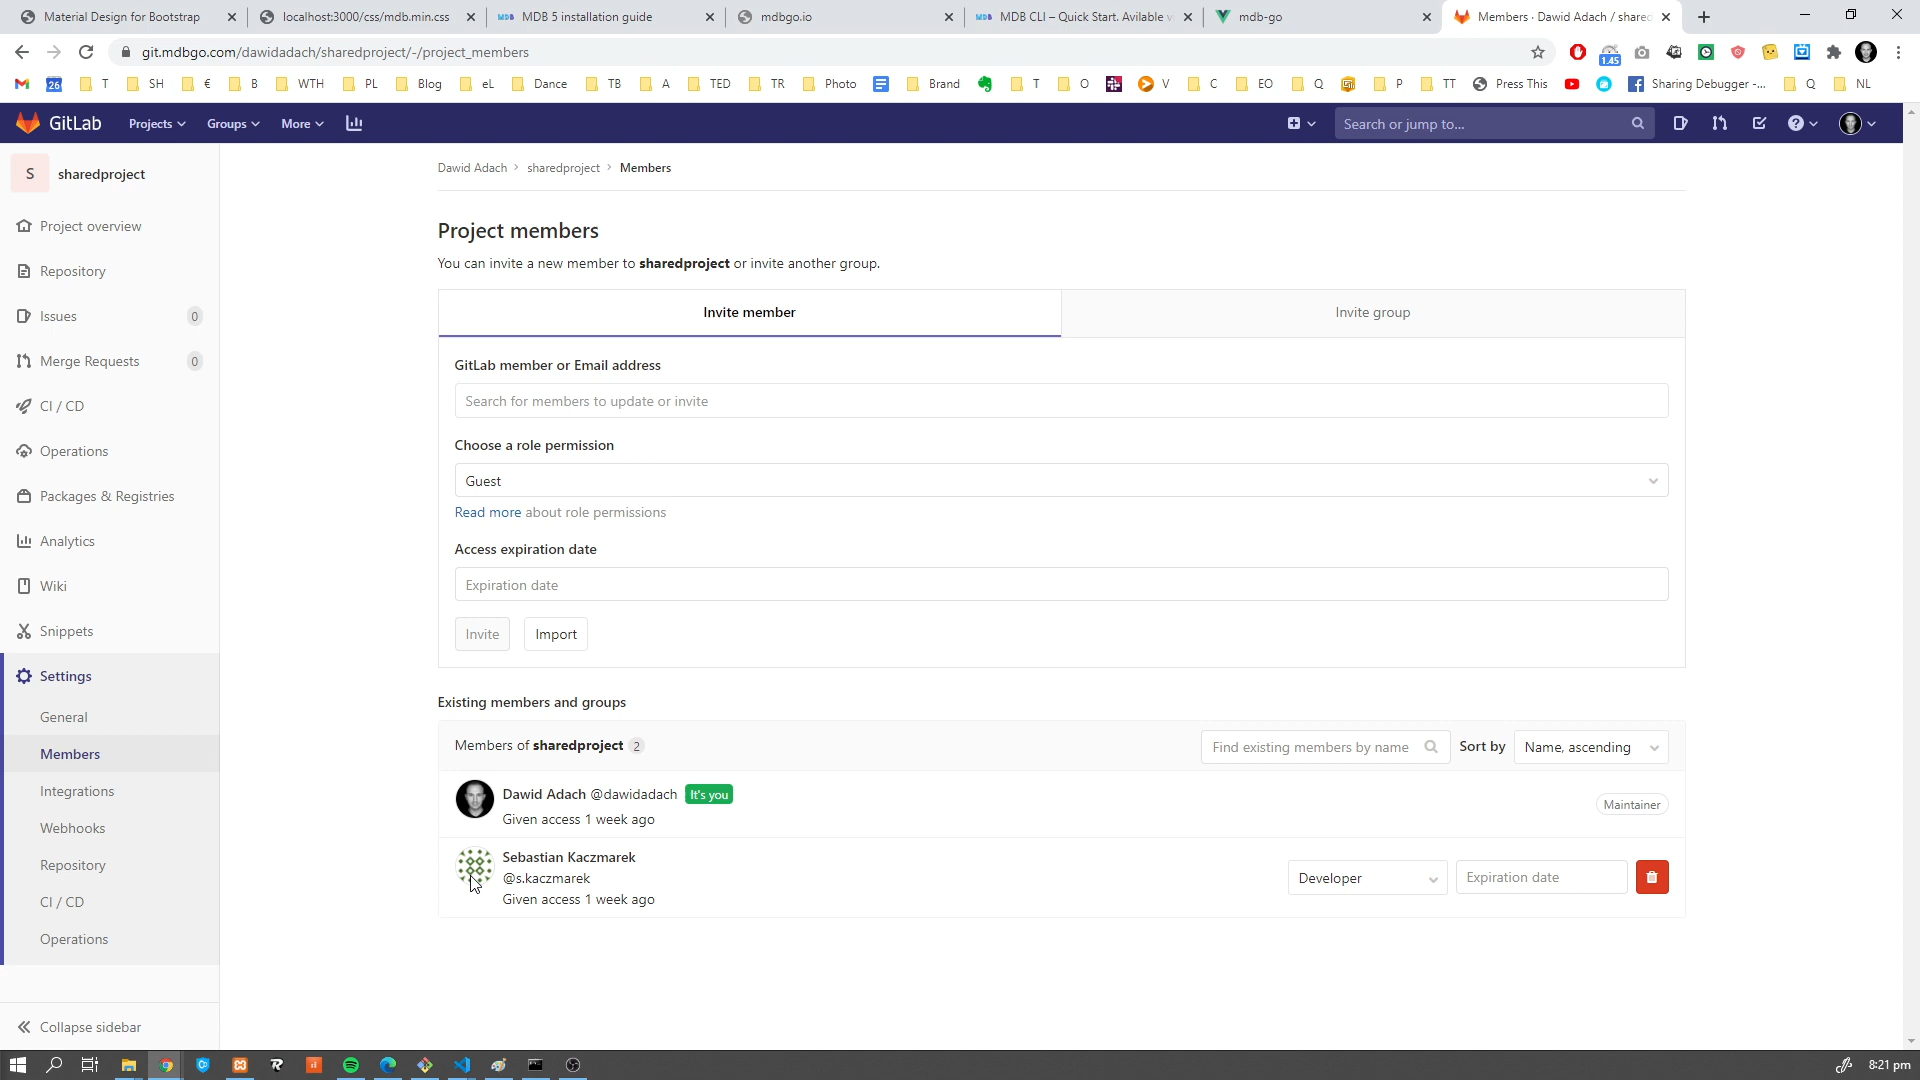 Material Design for Bootstrap
localhost:3000/css/mdb.min.css
MDB 5 installation guide
mdbgo.io
MDB CLI – Quick Start. Avilable v
mdb-go
Members · Dawid Adach / shared
git.mdbgo.com/dawidadach/sharedproject/-/project_members
1.45
26
T
SH
€
B
WTH
PL
Blog
eL
Dance
TB
A
TED
TR
Photo
Brand
T
O
V
C
EO
Q
P
TT
Press This
Sharing Debugger -...
Q
NL
GitLab
Projects
Groups
More
Search or jump to...
S
sharedproject
Project overview
Repository
Issues 0
Merge Requests 0
CI / CD
Operations
Packages & Registries
Analytics
Wiki
Snippets
Settings
General
Members
Integrations
Webhooks
Repository
CI / CD
Operations
Collapse sidebar
Dawid Adach › sharedproject › Members
Project members
You can invite a new member to sharedproject or invite another group.
Invite member
Invite group
GitLab member or Email address
Search for members to update or invite
Choose a role permission
Guest
Read more about role permissions
Access expiration date
Expiration date
Invite
Import
Existing members and groups
Members of sharedproject 2
Find existing members by name
Sort by
Name, ascending
Dawid Adach @dawidadach It's you
Given access 1 week ago
Maintainer
Sebastian Kaczmarek
@s.kaczmarek
Given access 1 week ago
Developer
Expiration date
8:21 pm